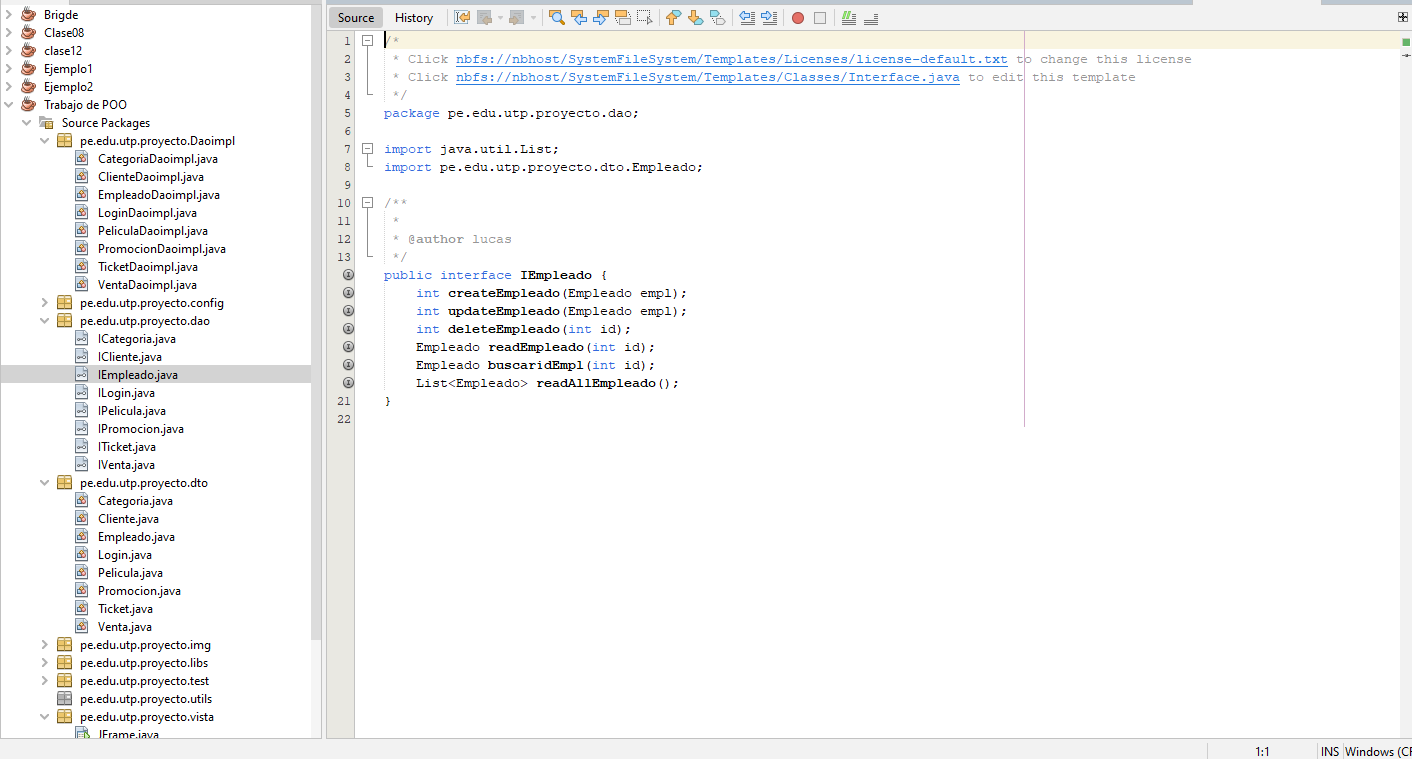 Brigde
Clase08
clase12
Ejemplo1
Ejemplo2
Trabajo de POO
Source Packages
pe.edu.utp.proyecto.Daoimpl
CategoriaDaoimpl.java
ClienteDaoimpl.java
EmpleadoDaoimpl.java
LoginDaoimpl.java
PeliculaDaoimpl.java
PromocionDaoimpl.java
TicketDaoimpl.java
VentaDaoimpl.java
pe.edu.utp.proyecto.config
pe.edu.utp.proyecto.dao
ICategoria.java
ICliente.java
IEmpleado.java
ILogin.java
IPelicula.java
IPromocion.java
ITicket.java
IVenta.java
pe.edu.utp.proyecto.dto
Categoria.java
Cliente.java
Empleado.java
Login.java
Pelicula.java
Promocion.java
Ticket.java
Venta.java
pe.edu.utp.proyecto.img
pe.edu.utp.proyecto.libs
pe.edu.utp.proyecto.test
pe.edu.utp.proyecto.utils
pe.edu.utp.proyecto.vista
JFrame.java
Source History
1 /*
2 * Click nbfs://nbhost/SystemFileSystem/Templates/Licenses/license-default.txt to change this license
3 * Click nbfs://nbhost/SystemFileSystem/Templates/Classes/Interface.java to edit this template
4 */
5 package pe.edu.utp.proyecto.dao;
6
7 import java.util.List;
8 import pe.edu.utp.proyecto.dto.Empleado;
9
10 /**
11 *
12 * @author lucas
13 */
public interface IEmpleado {
int createEmpleado(Empleado empl);
int updateEmpleado(Empleado empl);
int deleteEmpleado(int id);
Empleado readEmpleado(int id);
Empleado buscaridEmpl(int id);
List<Empleado> readAllEmpleado();
21 }
22
1:1 INS Windows (CF